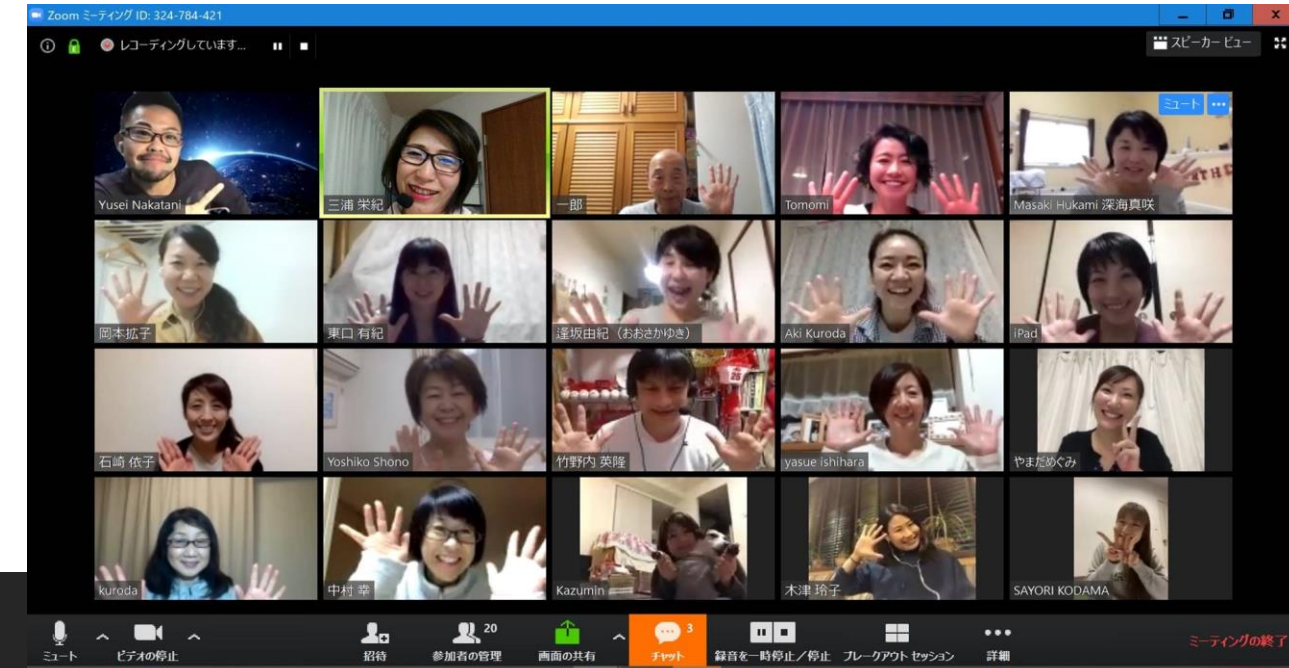 Zoom ミーティング ID: 324-784-421
レコーディングしています...
スピーカー ビュー
ミュート
Yusei Nakatani
三浦 栄紀
一郎
Tomomi
Masaki Hukami 深海真咲
岡本拡子
東口 有紀
逢坂由紀（おおさかゆき）
Aki Kuroda
iPad
石崎 依子
Yoshiko Shono
竹野内 英隆
yasue ishihara
やまだめぐみ
kuroda
中村 幸
Kazumin
木津 玲子
SAYORI KODAMA
ミュート
ビデオの停止
招待
20
参加者の管理
画面の共有
3
チャット
録音を一時停止／停止
ブレークアウト セッション
詳細
ミーティングの終了